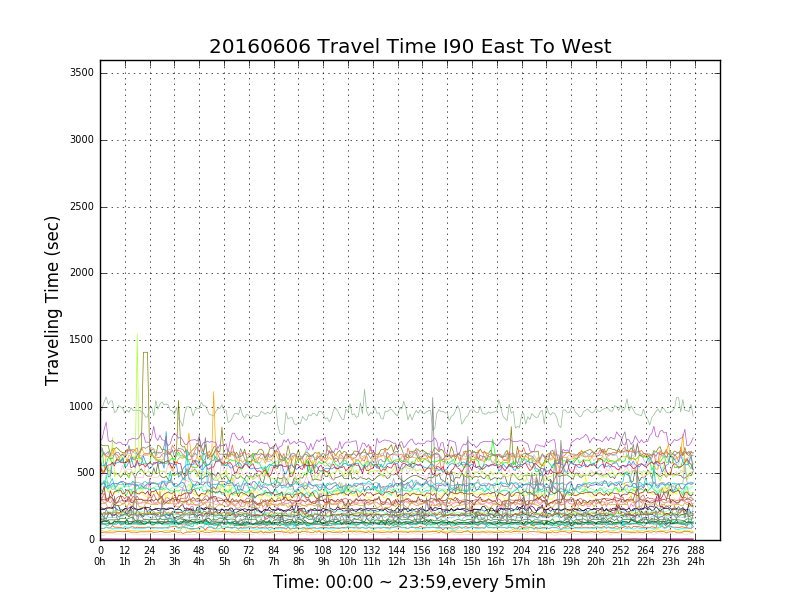 20160606 Travel Time I90 East To West
3500
3000
2500
2000
1500
1000
500
0
Traveling Time (sec)
0 12 24 36 48 60 72 84 96 108 120 132 144 156 168 180 192 204 216 228 240 252 264 276 288
0h 1h 2h 3h 4h 5h 6h 7h 8h 9h 10h 11h 12h 13h 14h 15h 16h 17h 18h 19h 20h 21h 22h 23h 24h
Time: 00:00 ~ 23:59,every 5min